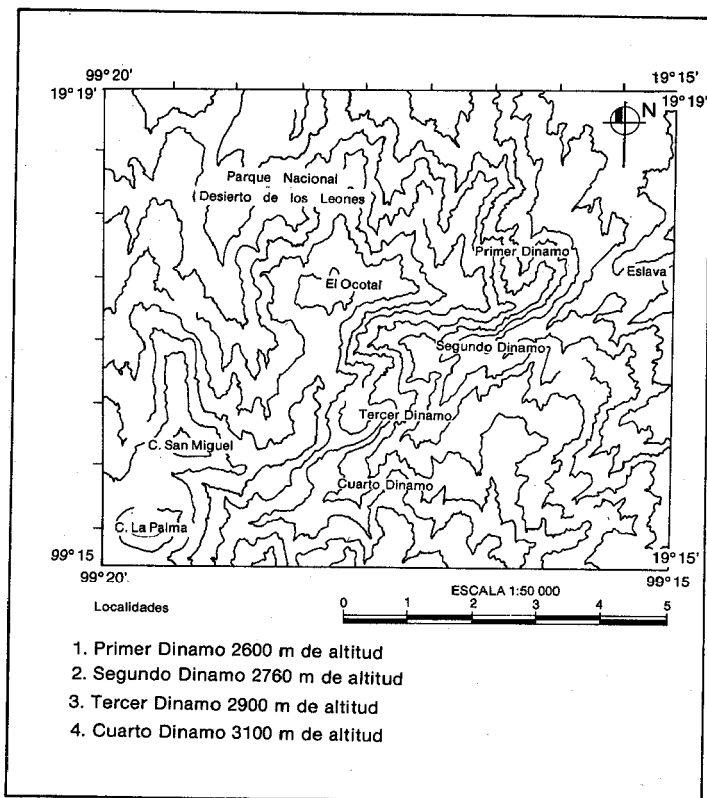 99° 20'
19° 15'
19° 19'
19° 19'
N
Parque Nacional
Desierto de los Leones
Primer Dinamo
Eslava
El Ocotal
Segundo Dinamo
Tercer Dinamo
C. San Miguel
Cuarto Dinamo
C. La Palma
99° 15
19° 15'
99° 20'.
99° 15
ESCALA 1:50 000
Localidades
0 1 2 3 4 5
1. Primer Dinamo 2600 m de altitud
2. Segundo Dinamo 2760 m de altitud
3. Tercer Dinamo 2900 m de altitud
4. Cuarto Dinamo 3100 m de altitud